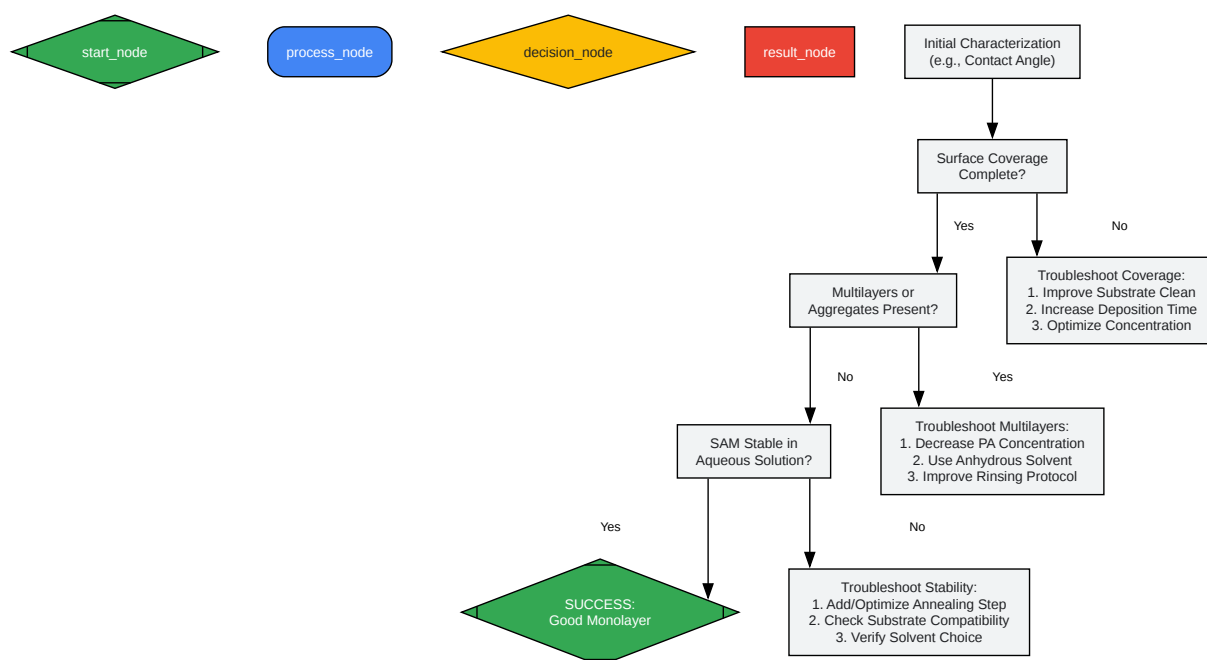 start_node
process_node
decision_node
result_node
Initial Characterization
(e.g., Contact Angle)
Surface Coverage
Complete?
Yes
No
Multilayers or
Aggregates Present?
Troubleshoot Coverage:
1. Improve Substrate Clean
2. Increase Deposition Time
3. Optimize Concentration
No
Yes
SAM Stable in
Aqueous Solution?
Troubleshoot Multilayers:
1. Decrease PA Concentration
2. Use Anhydrous Solvent
3. Improve Rinsing Protocol
Yes
No
SUCCESS:
Good Monolayer
Troubleshoot Stability:
1. Add/Optimize Annealing Step
2. Check Substrate Compatibility
3. Verify Solvent Choice